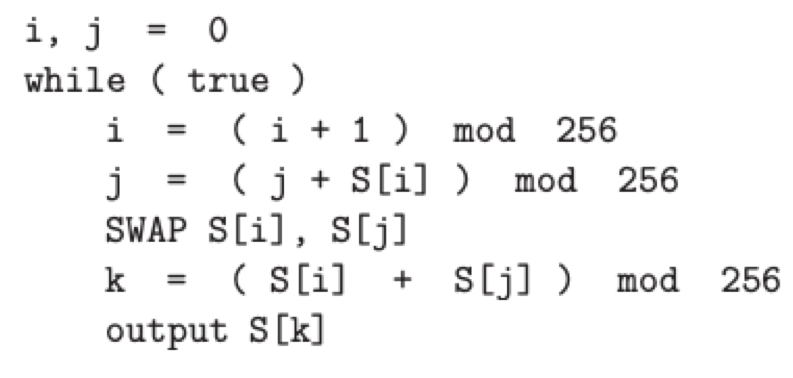 i, j = 0
while ( true )
i = ( i + 1 ) mod 256
j = ( j + S[i] ) mod 256
SWAP S[i], S[j]
k = ( S[i] + S[j] ) mod 256
output S[k]